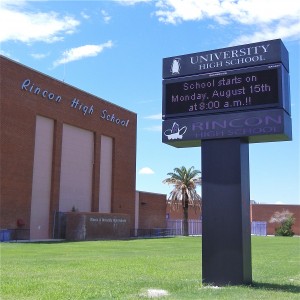 Rincon High School
UNIVERSITY
HIGH SCHOOL
School starts on
Monday, August 15th
at 8:00 a.m!!
RINCON
HIGH SCHOOL